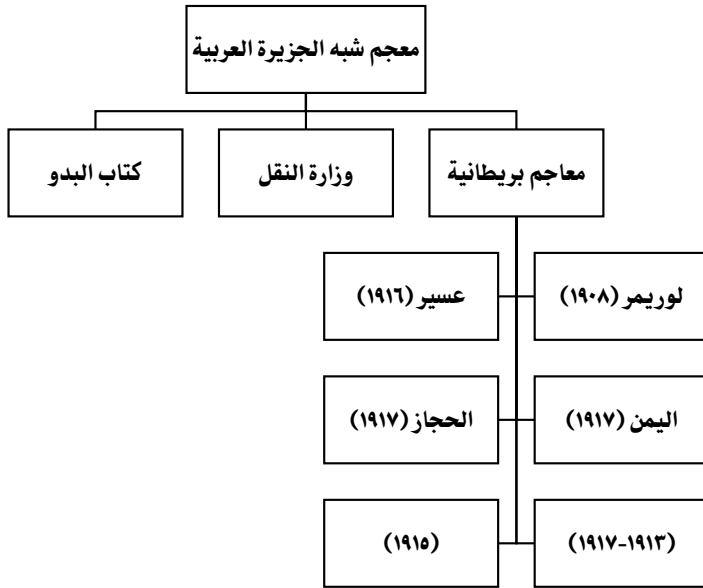 معجم شبه الجزيرة العربية
معاجم بريطانية
وزارة النقل
كتاب البدو
لوريمر (١٩٠٨)
عسير (١٩١٦)
اليمن (١٩١٧)
الحجاز (١٩١٧)
(١٩١٣-١٩١٧)
(١٩١٥)